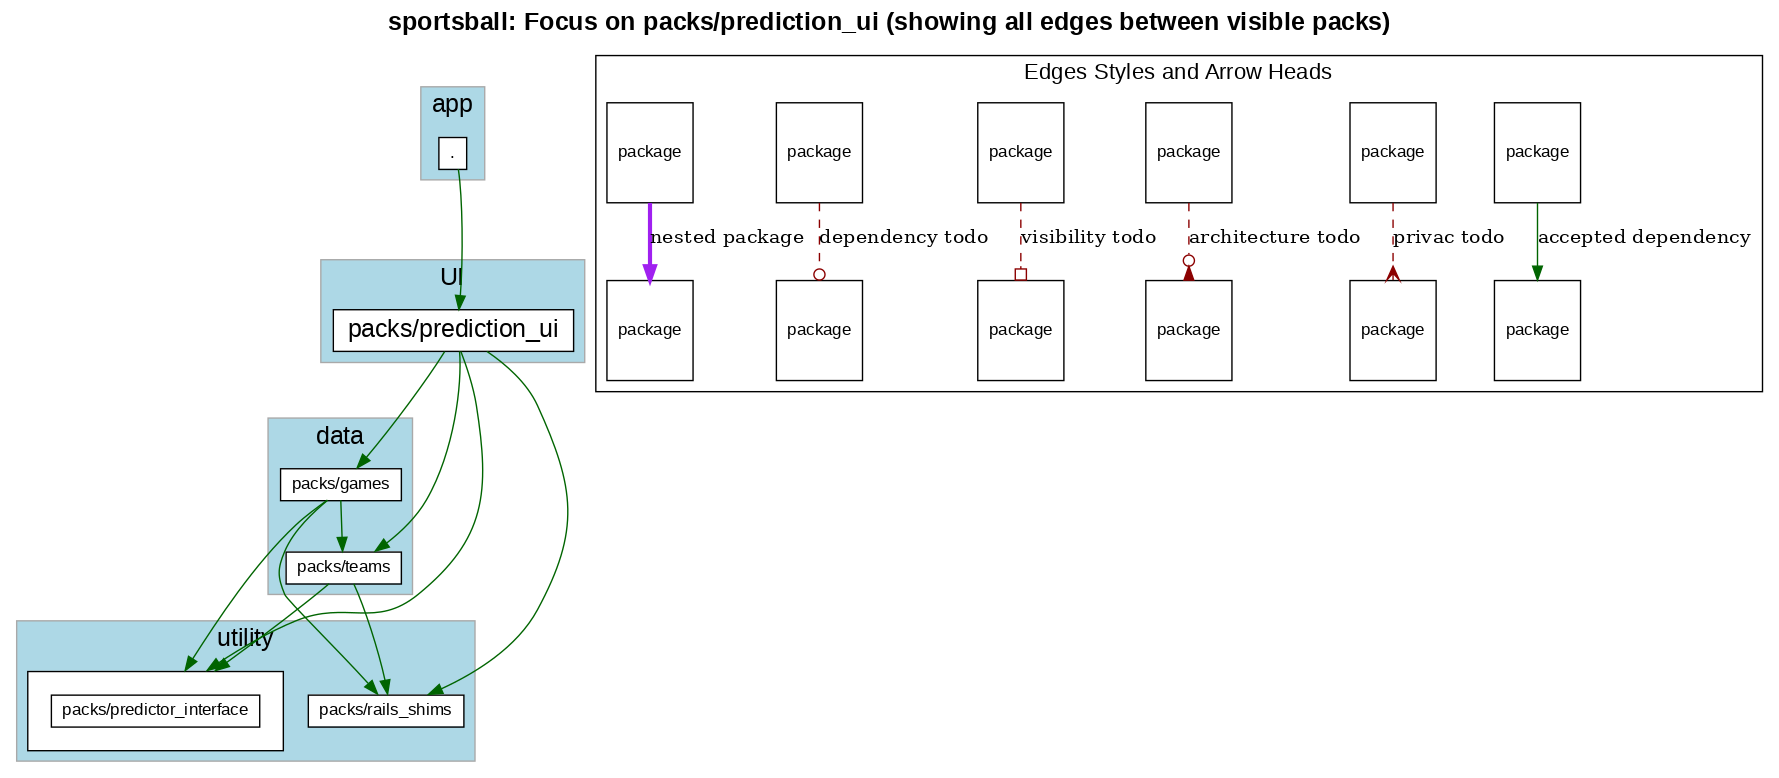 sportsball: Focus on packs/prediction_ui (showing all edges between visible packs)
app
.
UI
packs/prediction_ui
data
packs/games
packs/teams
utility
packs/predictor_interface
packs/rails_shims
Edges Styles and Arrow Heads
package
package
package
package
package
package
nested package
dependency todo
visibility todo
architecture todo
privac todo
accepted dependency
package
package
package
package
package
package